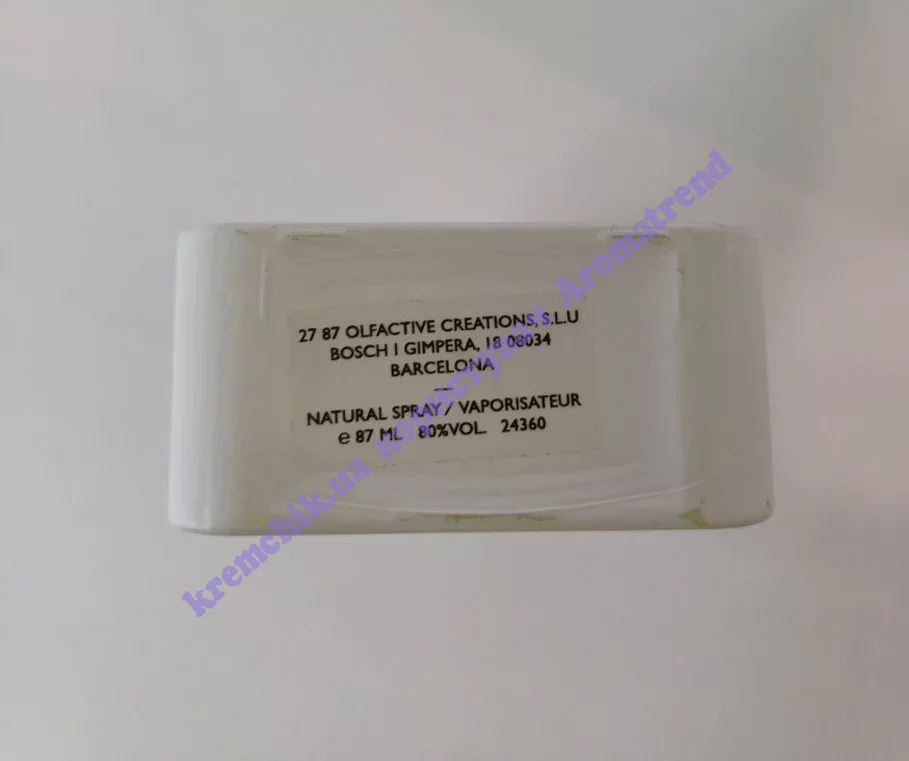 27 87 OLFACTIVE CREATIONS, S.L.U
BOSCH I GIMPERA, 18 08034
BARCELONA
—
NATURAL SPRAY / VAPORISATEUR
e 87 ML 80%VOL. 24360
kremchik.ua Aromatrend